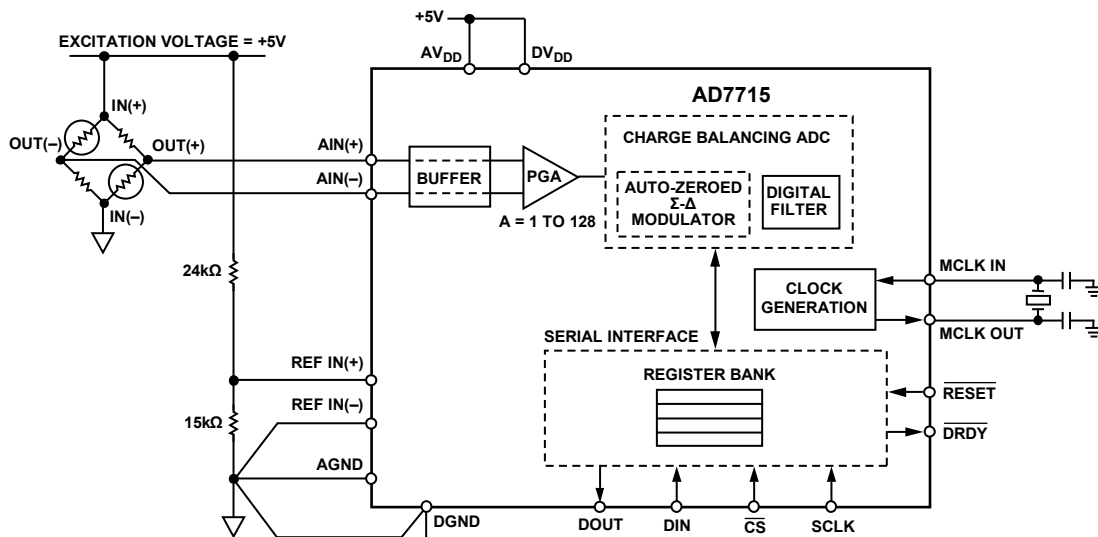 +5V
EXCITATION VOLTAGE = +5V
AVDD
DVDD
AD7715
IN(+)
OUT(–)
OUT(+)
IN(–)
AIN(+)
AIN(–)
BUFFER
PGA
A = 1 TO 128
CHARGE BALANCING ADC
AUTO-ZEROED
Σ-Δ
MODULATOR
DIGITAL
FILTER
24kΩ
MCLK IN
CLOCK
GENERATION
MCLK OUT
SERIAL INTERFACE
REGISTER BANK
REF IN(+)
REF IN(–)
15kΩ
AGND
RESET
DRDY
DGND
DOUT
DIN
CS
SCLK